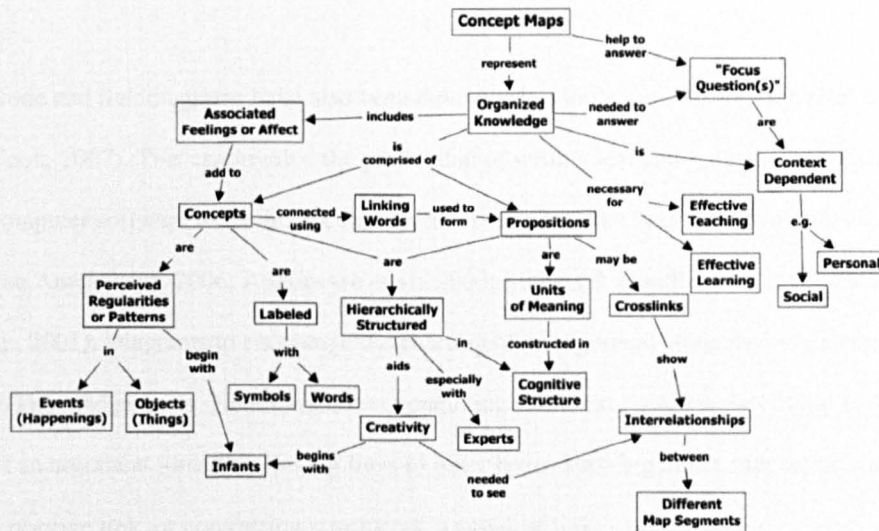 Concept Maps
help to
answer
represent
"Focus
Question(s)"
Associated
Feelings or Affect
includes
Organized
Knowledge
needed to
answer
are
is
comprised of
is
Context
Dependent
add to
necessary
for
Effective
Teaching
Concepts
connected
using
Linking
Words
used to
form
Propositions
e.g.
are
are
are
are
may be
Effective
Learning
Personal
Perceived
Regularities
or Patterns
Labeled
Hierarchically
Structured
Units
of Meaning
Crosslinks
Social
in
begin
with
with
aids
especially
with
in
constructed in
show
Events
(Happenings)
Objects
(Things)
Symbols
Words
Creativity
Cognitive
Structure
Experts
Interrelationships
Infants
begins
with
needed
to see
between
Different
Map Segments